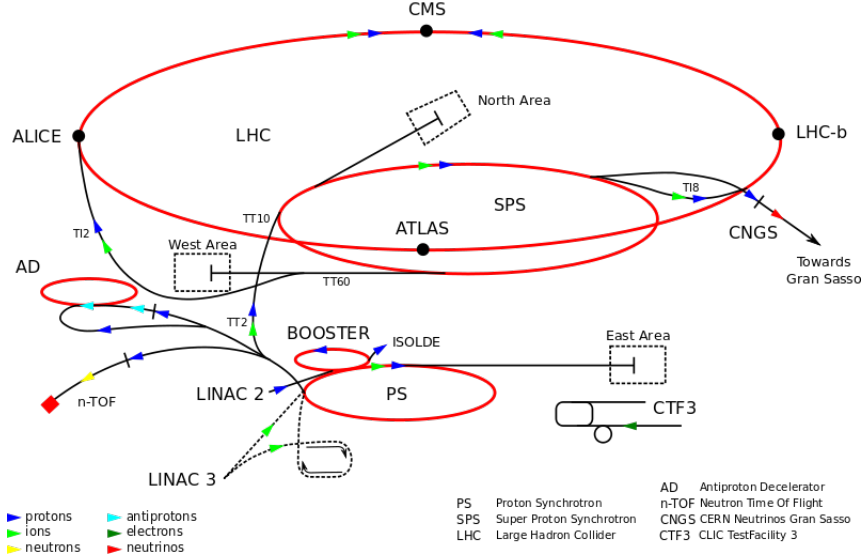 CMS
North Area
ALICE
LHC
LHC-b
TI8
SPS
TT10
ATLAS
CNGS
TI2
West Area
Towards
Gran Sasso
AD
TT60
TT2
BOOSTER
ISOLDE
East Area
LINAC 2
PS
n-TOF
CTF3
LINAC 3
protons
antiprotons
ions
electrons
neutrons
neutrinos
PS Proton Synchrotron
SPS Super Proton Synchrotron
LHC Large Hadron Collider
AD Antiproton Decelerator
n-TOF Neutron Time Of Flight
CNGS CERN Neutrinos Gran Sasso
CTF3 CLIC TestFacility 3